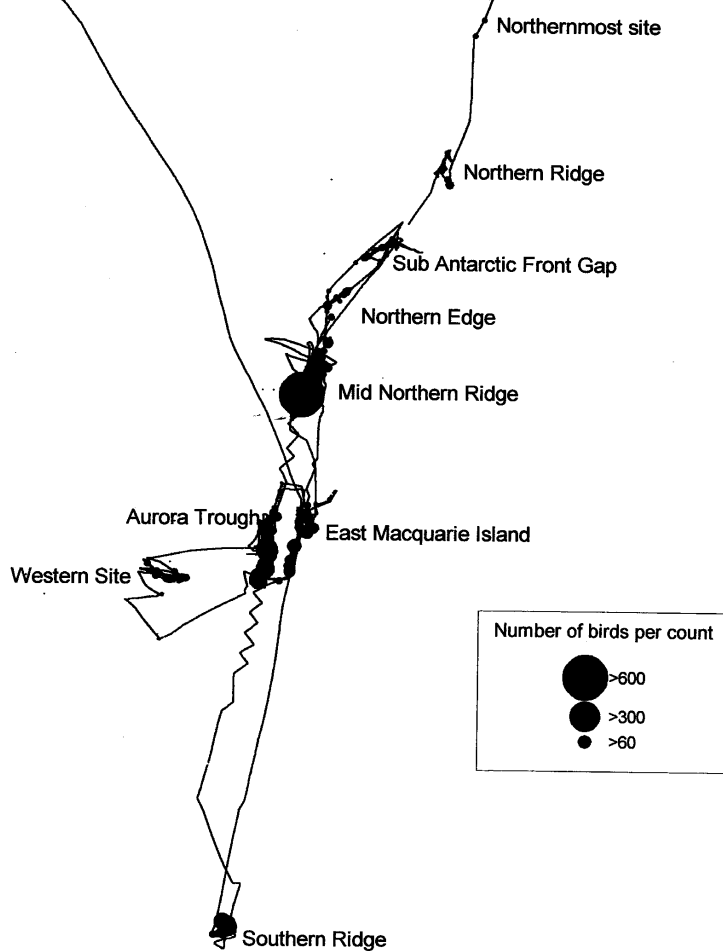 Northernmost site
Northern Ridge
Sub Antarctic Front Gap
Northern Edge
Mid Northern Ridge
Aurora Trough
East Macquarie Island
Western Site
Number of birds per count
>600
>300
>60
Southern Ridge